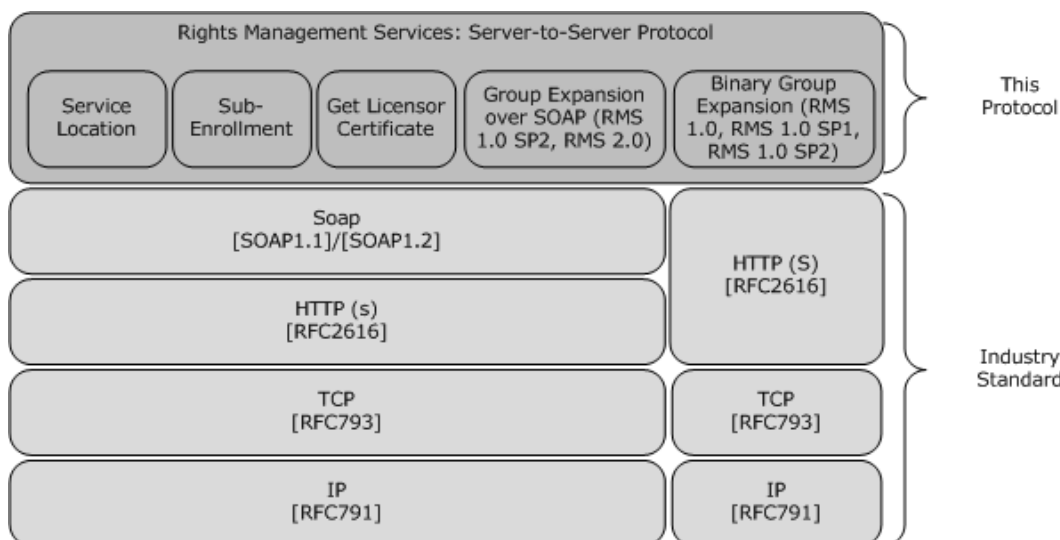 Rights Management Services: Server-to-Server Protocol
Service
Location
Sub-
Enrollment
Get Licensor
Certificate
Group Expansion
over SOAP (RMS
1.0 SP2, RMS 2.0)
Binary Group
Expansion (RMS
1.0, RMS 1.0 SP1,
RMS 1.0 SP2)
This
Protocol
Soap
[SOAP1.1]/[SOAP1.2]
HTTP (S)
[RFC2616]
HTTP (s)
[RFC2616]
Industry
Standard
TCP
[RFC793]
TCP
[RFC793]
IP
[RFC791]
IP
[RFC791]